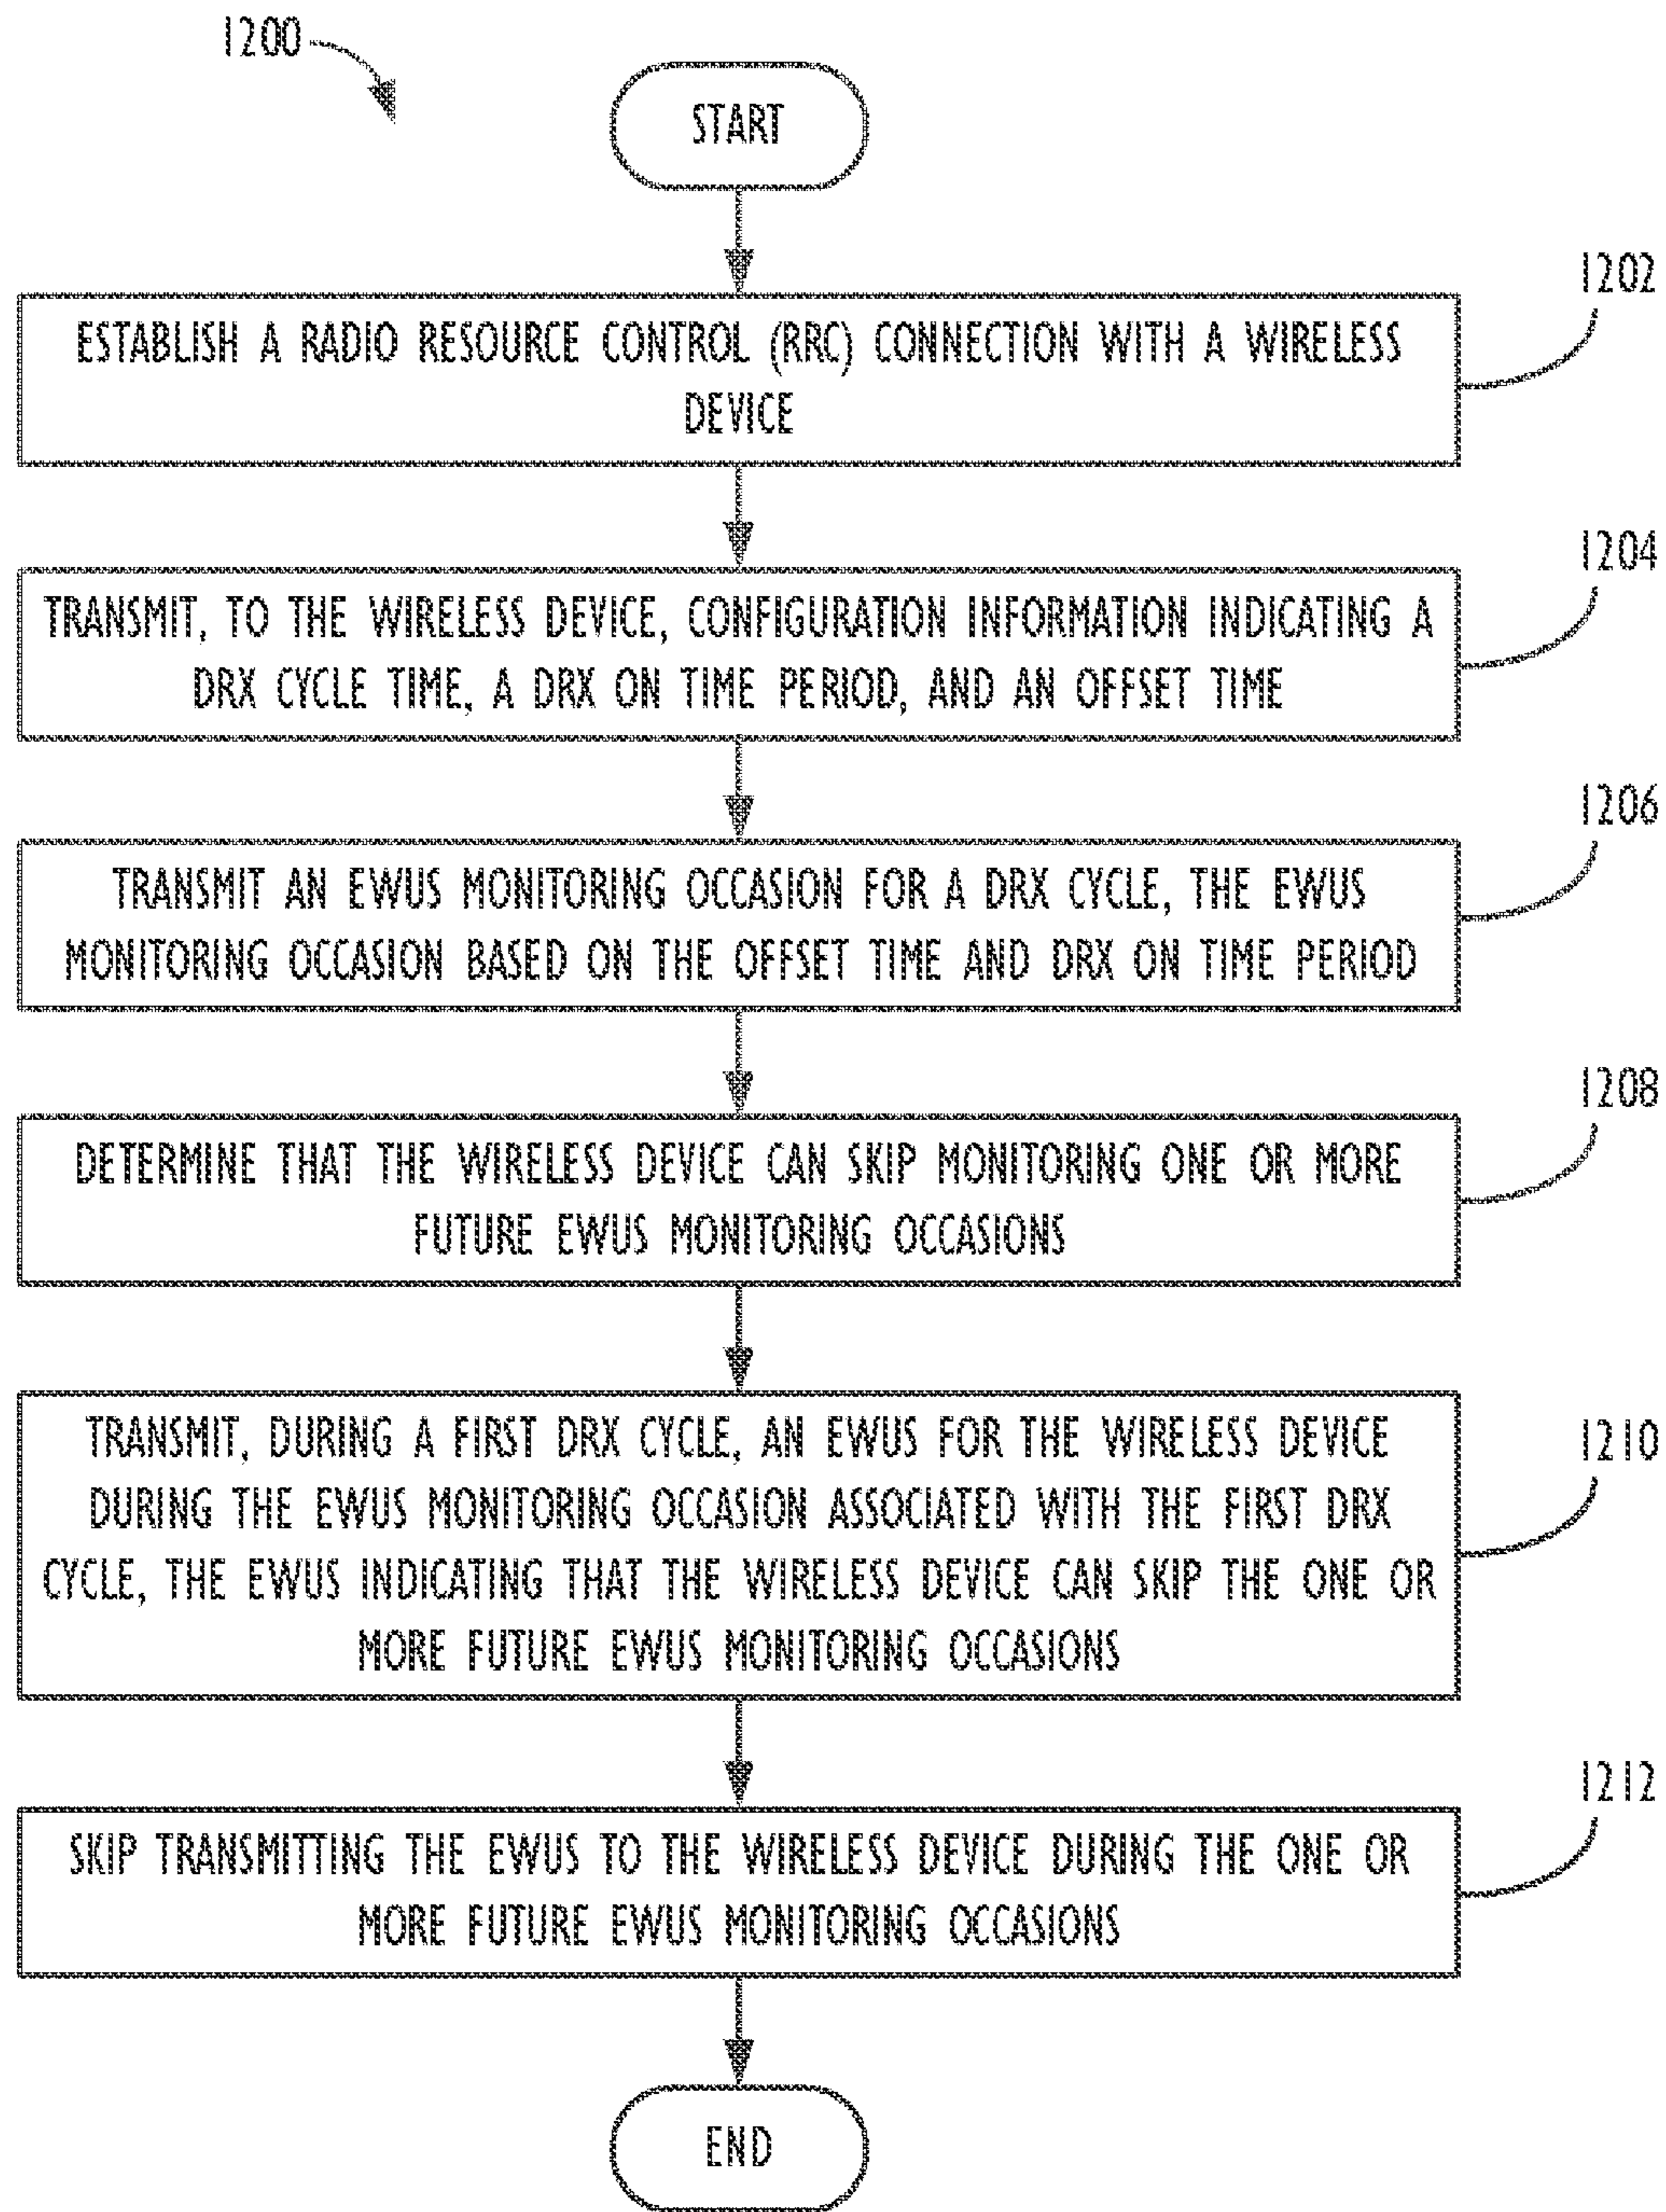 1200
START
1202
ESTABLISH A RADIO RESOURCE CONTROL (RRC) CONNECTION WITH A WIRELESS
DEVICE
1204
TRANSMIT, TO THE WIRELESS DEVICE, CONFIGURATION INFORMATION INDICATING A
DRX CYCLE TIME, A DRX ON TIME PERIOD, AND AN OFFSET TIME
1206
TRANSMIT AN EWUS MONITORING OCCASION FOR A DRX CYCLE, THE EWUS
MONITORING OCCASION BASED ON THE OFFSET TIME AND DRX ON TIME PERIOD
1208
DETERMINE THAT THE WIRELESS DEVICE CAN SKIP MONITORING ONE OR MORE
FUTURE EWUS MONITORING OCCASIONS
1210
TRANSMIT, DURING A FIRST DRX CYCLE, AN EWUS FOR THE WIRELESS DEVICE
DURING THE EWUS MONITORING OCCASION ASSOCIATED WITH THE FIRST DRX
CYCLE, THE EWUS INDICATING THAT THE WIRELESS DEVICE CAN SKIP THE ONE OR
MORE FUTURE EWUS MONITORING OCCASIONS
1212
SKIP TRANSMITTING THE EWUS TO THE WIRELESS DEVICE DURING THE ONE OR
MORE FUTURE EWUS MONITORING OCCASIONS
END